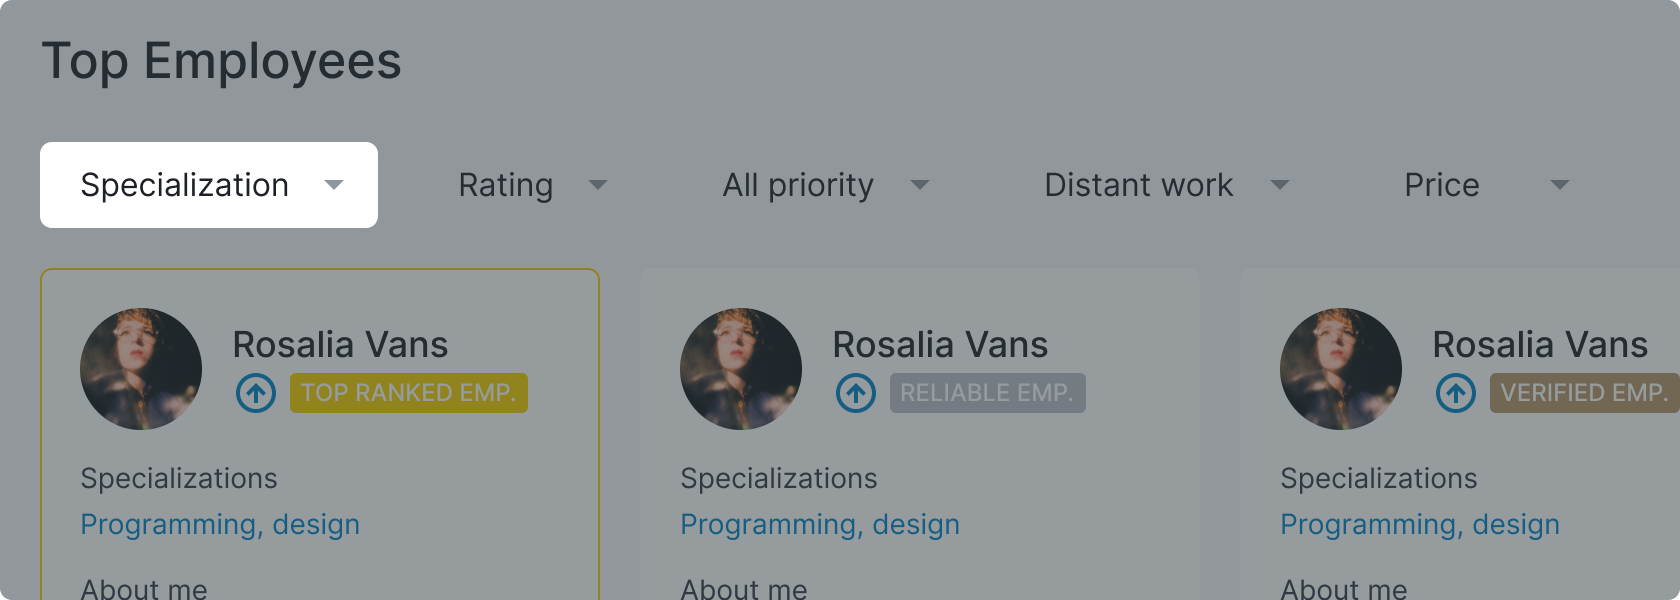 Top Employees
Specialization
Rating
All priority
Distant work
Price
Rosalia Vans
TOP RANKED EMP.
Specializations
Programming, design
About me
Rosalia Vans
RELIABLE EMP.
Specializations
Programming, design
About me
Rosalia Vans
VERIFIED EMP.
Specializations
Programming, design
About me